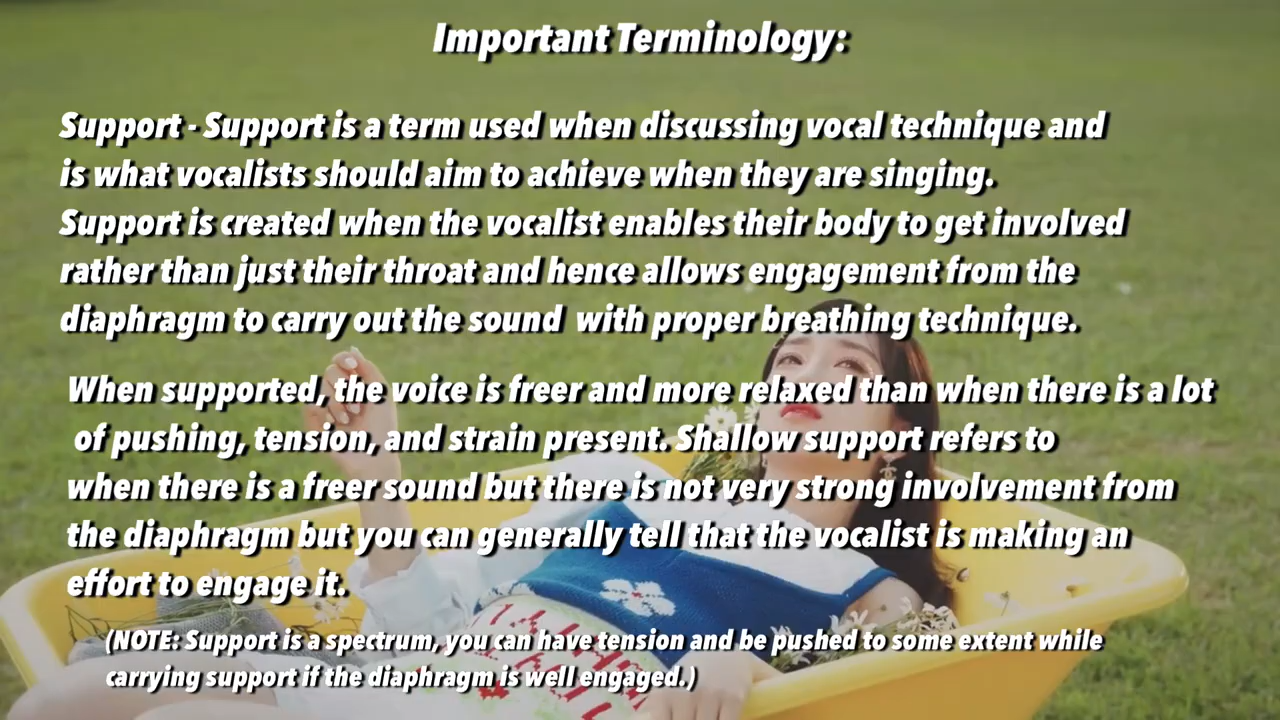 Important Terminology:
Support - Support is a term used when discussing vocal technique and
is what vocalists should aim to achieve when they are singing.
Support is created when the vocalist enables their body to get involved
rather than just their throat and hence allows engagement from the
diaphragm to carry out the sound with proper breathing technique.
When supported, the voice is freer and more relaxed than when there is a lot
of pushing, tension, and strain present. Shallow support refers to
when there is a freer sound but there is not very strong involvement from
the diaphragm but you can generally tell that the vocalist is making an
effort to engage it.
(NOTE: Support is a spectrum, you can have tension and be pushed to some extent while
carrying support if the diaphragm is well engaged.)